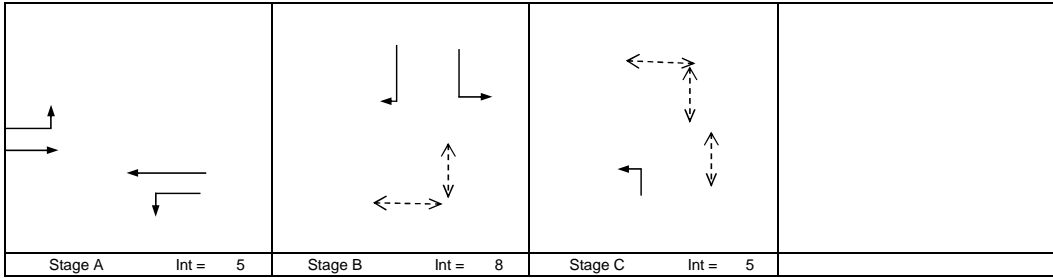 Stage A Int = 5 Stage B Int = 8 Stage C Int = 5